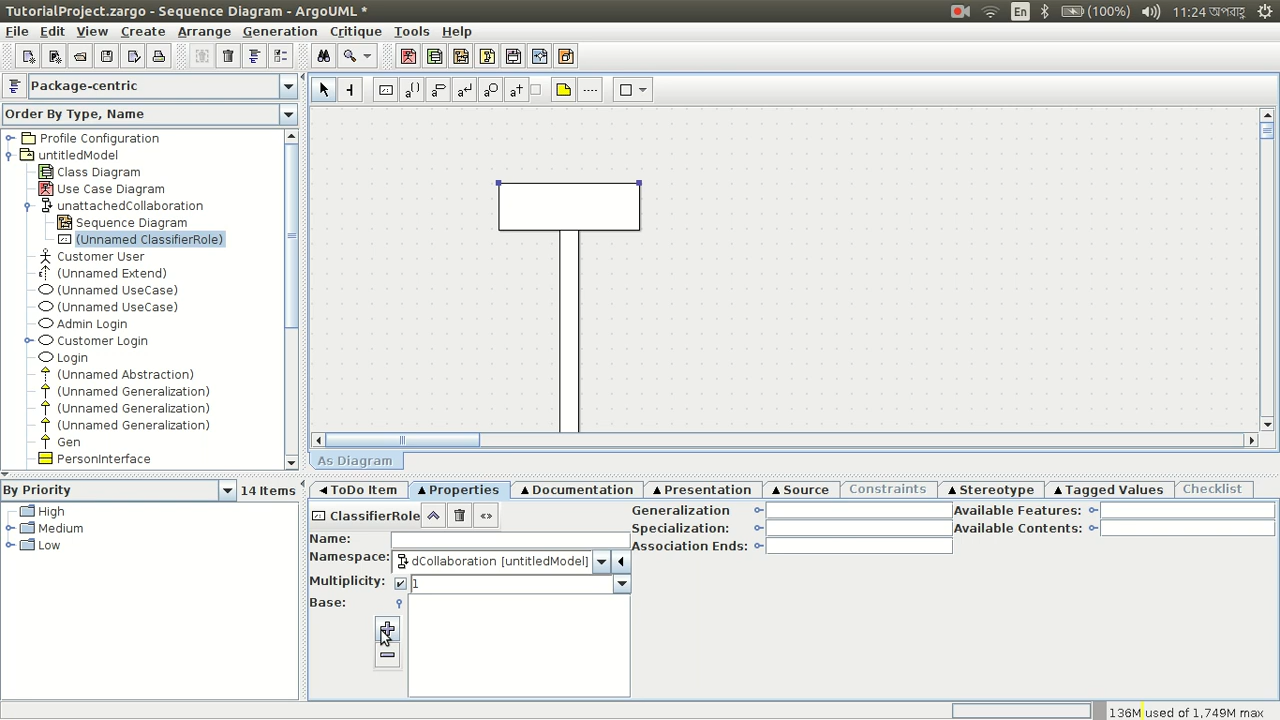 TutorialProject.zargo - Sequence Diagram - ArgoUML *
En (100%) 11:24 অপরাহ্
File Edit View Create Arrange Generation Critique Tools Help
Package-centric
Order By Type, Name
Profile Configuration
untitledModel
Class Diagram
Use Case Diagram
unattachedCollaboration
Sequence Diagram
(Unnamed ClassifierRole)
Customer User
(Unnamed Extend)
(Unnamed UseCase)
(Unnamed UseCase)
Admin Login
Customer Login
Login
(Unnamed Abstraction)
(Unnamed Generalization)
(Unnamed Generalization)
(Unnamed Generalization)
Gen
PersonInterface
As Diagram
By Priority 14 Items
High
Medium
Low
ToDo Item Properties Documentation Presentation Source Constraints Stereotype Tagged Values Checklist
ClassifierRole
Name:
Namespace: dCollaboration [untitledModel]
Multiplicity: 1
Base:
Generalization
Specialization:
Association Ends:
Available Features:
Available Contents:
136M used of 1,749M max